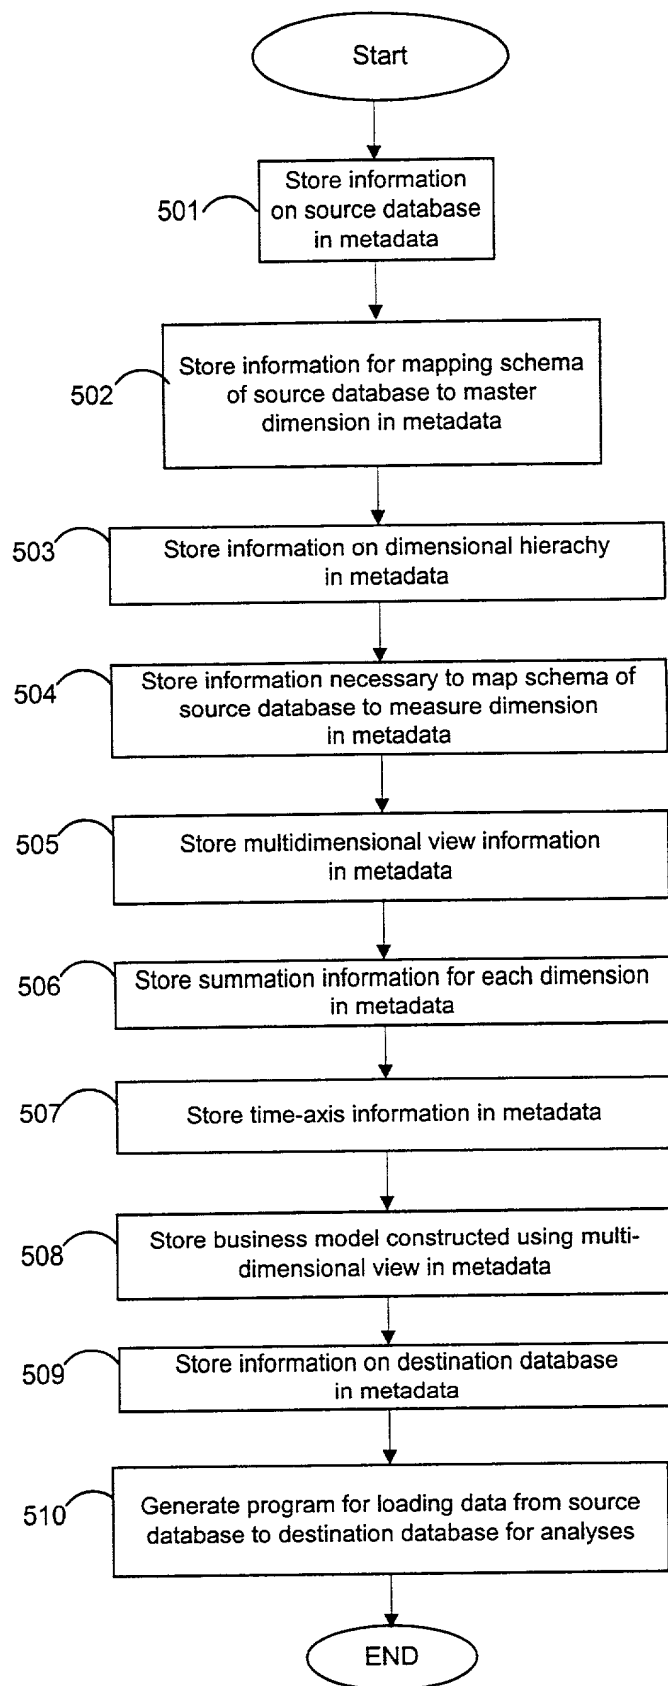 Start
501
Store information
on source database
in metadata
502
Store information for mapping schema
of source database to master
dimension in metadata
503
Store information on dimensional hierachy
in metadata
504
Store information necessary to map schema of
source database to measure dimension
in metadata
505
Store multidimensional view information
in metadata
506
Store summation information for each dimension
in metadata
507
Store time-axis information in metadata
508
Store business model constructed using multi-
dimensional view in metadata
509
Store information on destination database
in metadata
510
Generate program for loading data from source
database to destination database for analyses
END